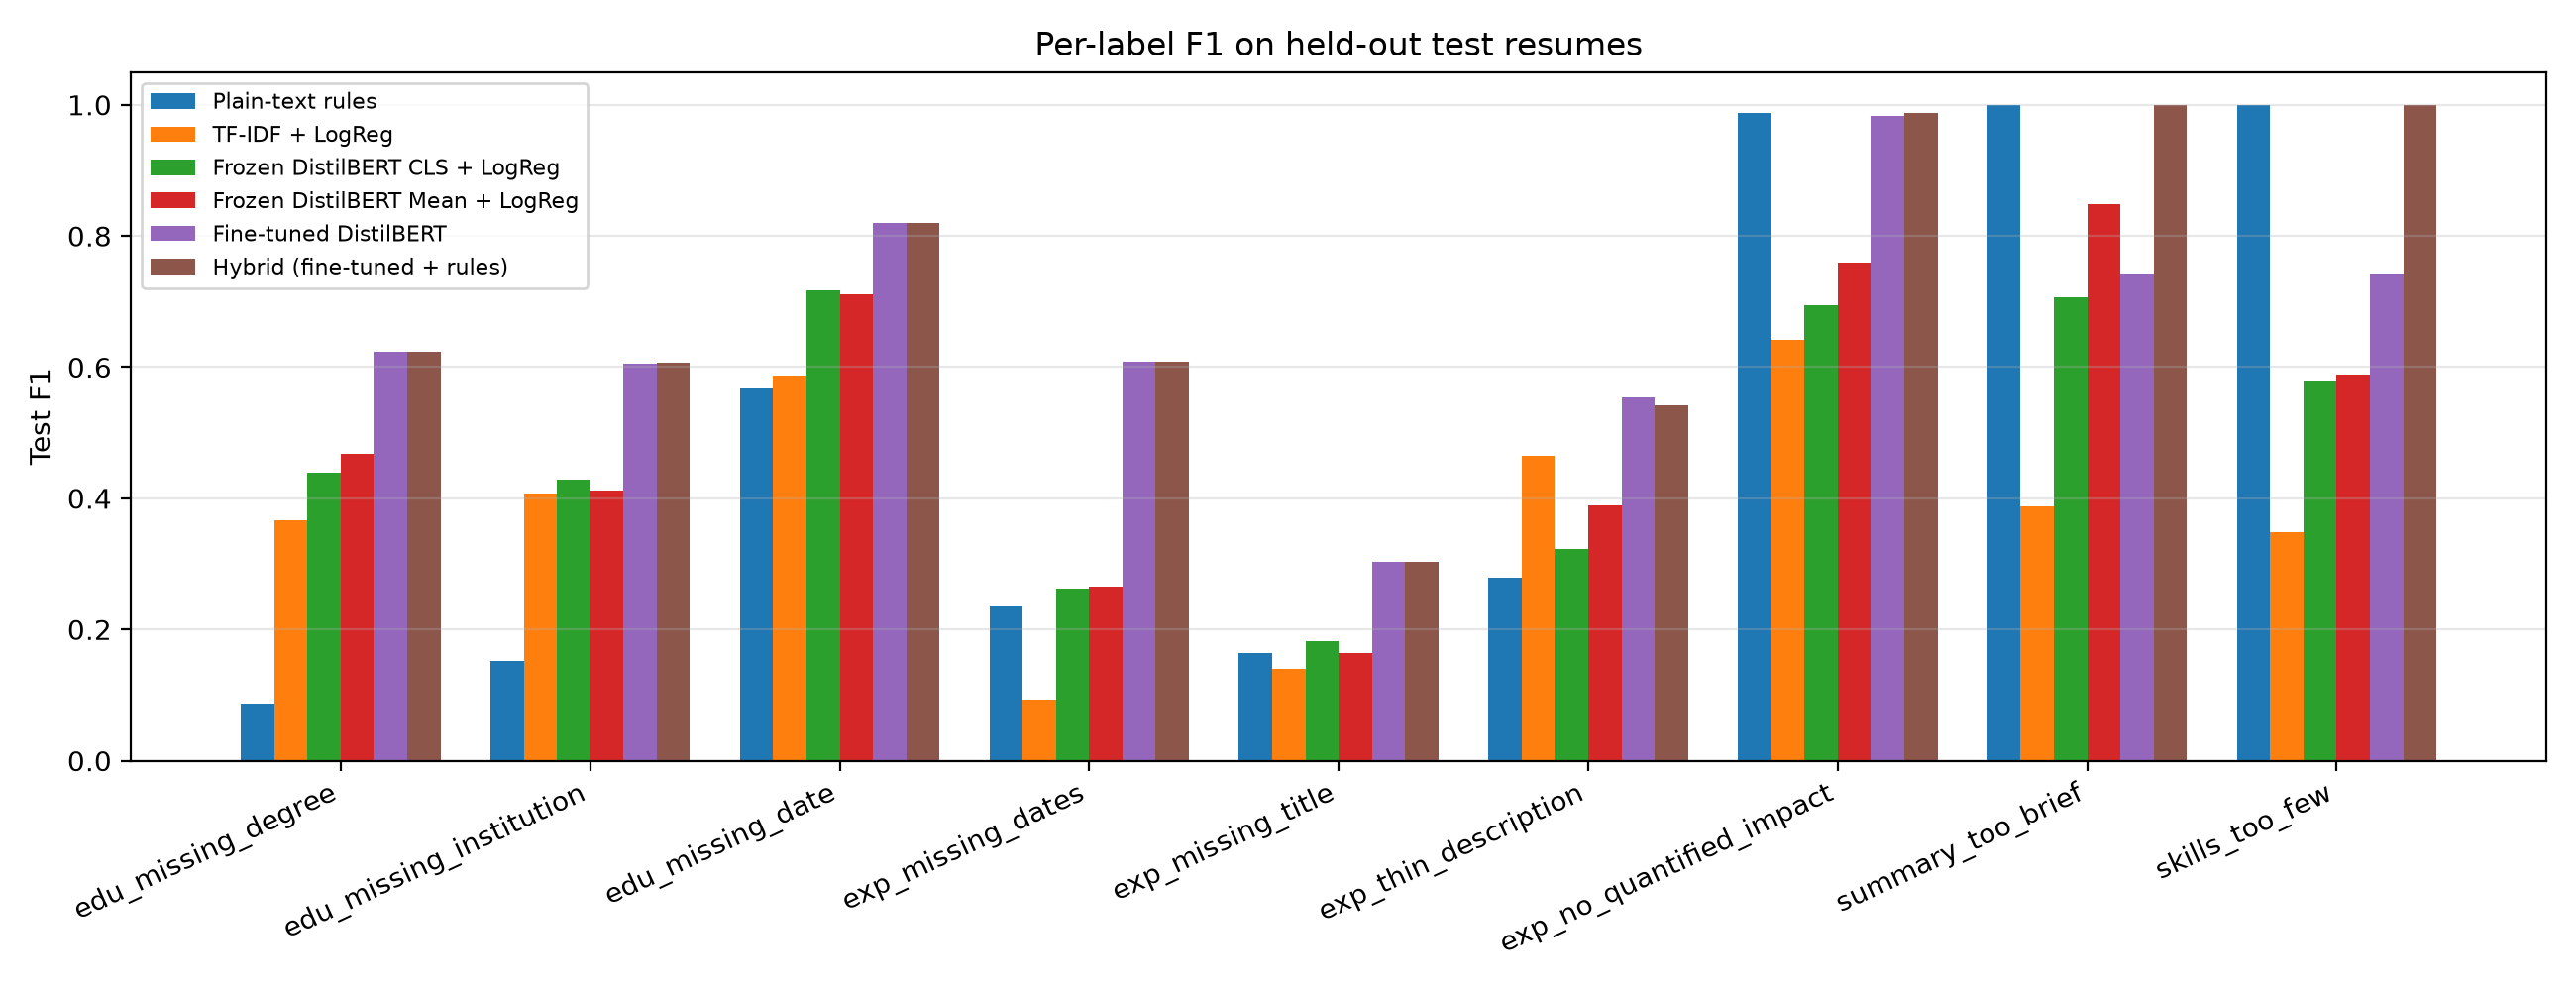 Per-label F1 on held-out test resumes
Plain-text rules
TF-IDF + LogReg
Frozen DistilBERT CLS + LogReg
Frozen DistilBERT Mean + LogReg
Fine-tuned DistilBERT
Hybrid (fine-tuned + rules)
Test F1
1.0
0.8
0.6
0.4
0.2
0.0
edu_missing_degree
edu_missing_institution
edu_missing_date
exp_missing_dates
exp_missing_title
exp_thin_description
exp_no_quantified_impact
summary_too_brief
skills_too_few